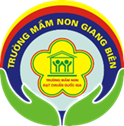 TRƯỜNG MẦM NON GIANG BIÊN
TRƯỜNG MẦM NON
ĐẠT CHUẨN QUỐC GIA